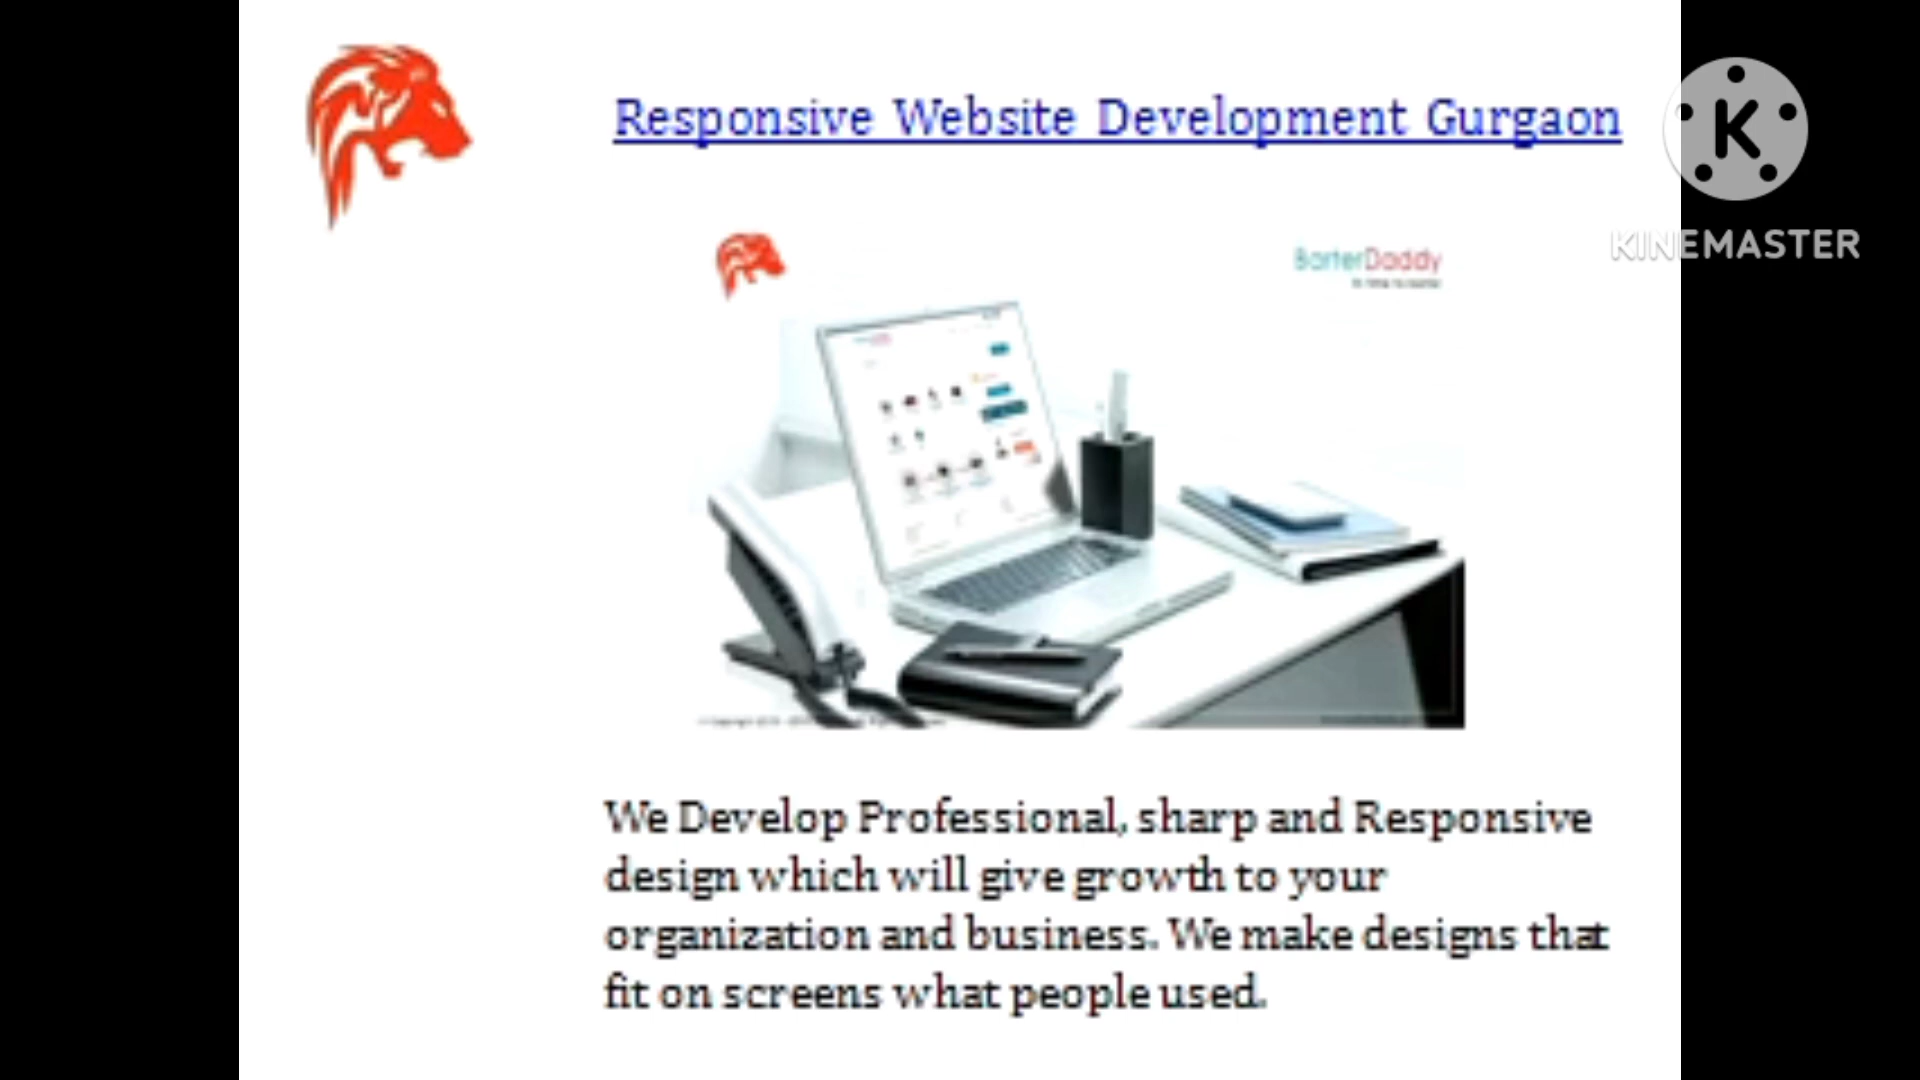 Responsive Website Development Gurgaon
K
KINEMASTER
BarterDaddy
We Develop Professional, sharp and Responsive
design which will give growth to your
organization and business. We make designs that
fit on screens what people used.